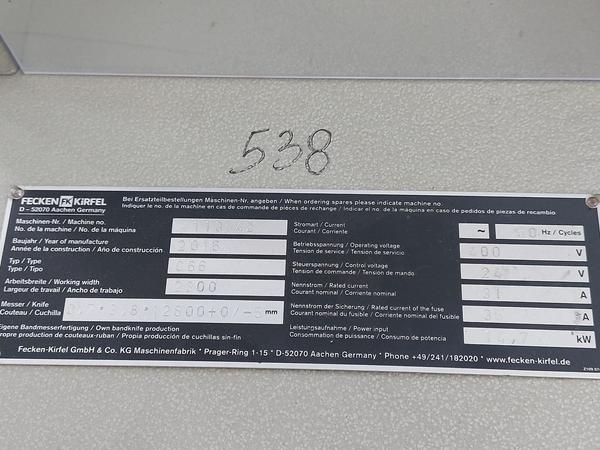 538
FECKEN FK KIRFEL
D – 52070 Aachen Germany
Bei Ersatzteilbestellungen Maschinen-Nr. angeben / When ordering spares please indicate machine no.
Indiquer le no. de la machine / en cas de commande de pièces de rechange / Indicar el no. de la máquina en caso de pedidos de piezas de recambio
Maschinen-Nr. / Machine no.
No. de la machine / No. de la máquina
Baujahr / Year of manufacture
Année de la construction / Año de construcción
Typ / Type
Type / Tipo
Arbeitsbreite / Working width
Largeur de travail / Ancho de trabajo
Messer / Knife
Couteau / Cuchilla
mm
Eigene Bandmesserfertigung / Own bandknife production
propre production de couteaux-ruban / Propia producción de cuchillas sin-fin
Stromart / Current
Courant / Corriente
~
Hz / Cycles
Betriebsspannung / Operating voltage
Tension de service / Tensión de servicio
V
Steuerspannung / Control voltage
Tension de commande / Tensión de mando
24
V
Nennstrom / Rated current
Courant nominal / Corriente nominal
A
Nennstrom der Sicherung / Rated current of the fuse
Courant nominal du fusible / Corriente nominal del fusible
A
Leistungsaufnahme / Power input
Consommation de puissance / Consumo de potencia
kW
Fecken-Kirfel GmbH & Co. KG Maschinenfabrik * Prager-Ring 1-15 * D-52070 Aachen Germany * Phone +49/241/182020 * www.fecken-kirfel.de